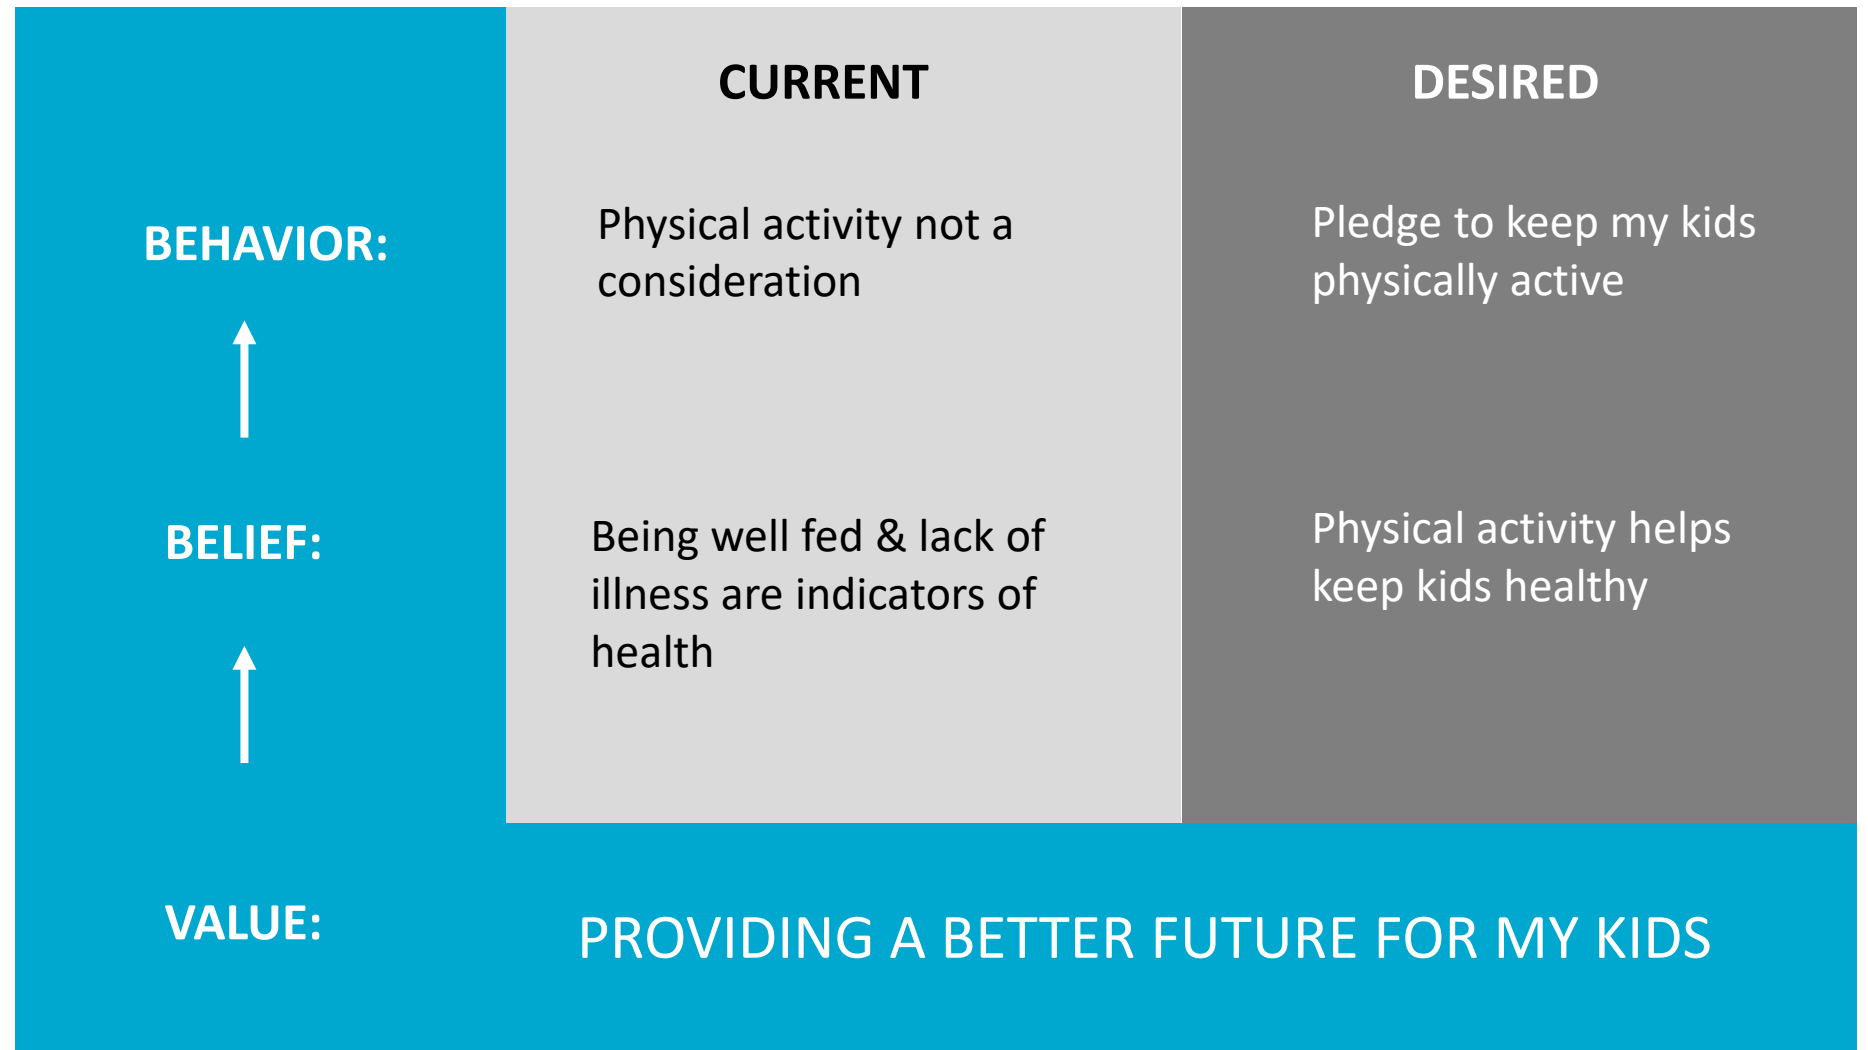 CURRENT
DESIRED
BEHAVIOR:
Physical activity not a
consideration
Pledge to keep my kids
physically active
BELIEF:
Being well fed & lack of
illness are indicators of
health
Physical activity helps
keep kids healthy
VALUE:
PROVIDING A BETTER FUTURE FOR MY KIDS